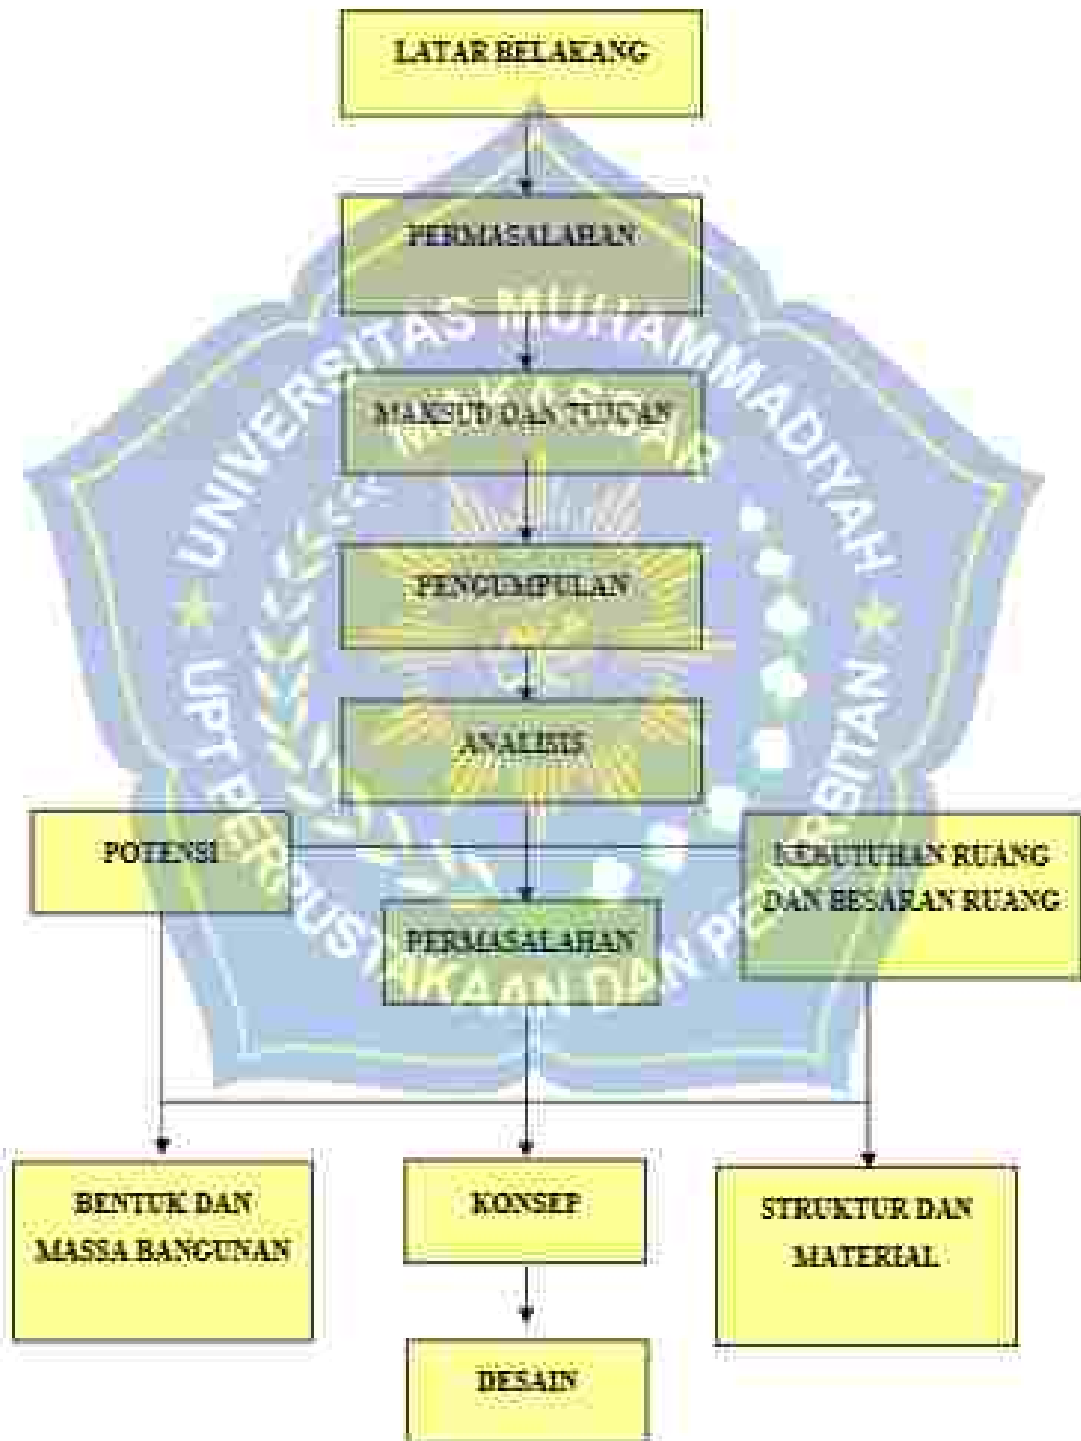 LATAR BELAKANG
PERMASALAHAN
UNIVERSITAS MUHAMMADIYAH
MAKASSAR
MAKSUD DAN TUJUAN
PENGUMPULAN
ANALISIS
POTENSI
KEBUTUHAN RUANG
DAN BESARAN RUANG
PERMASALAHAN
UPT PERPUSTAKAAN DAN PENERBITAN
BENTUK DAN
MASSA BANGUNAN
KONSEP
STRUKTUR DAN
MATERIAL
DESAIN